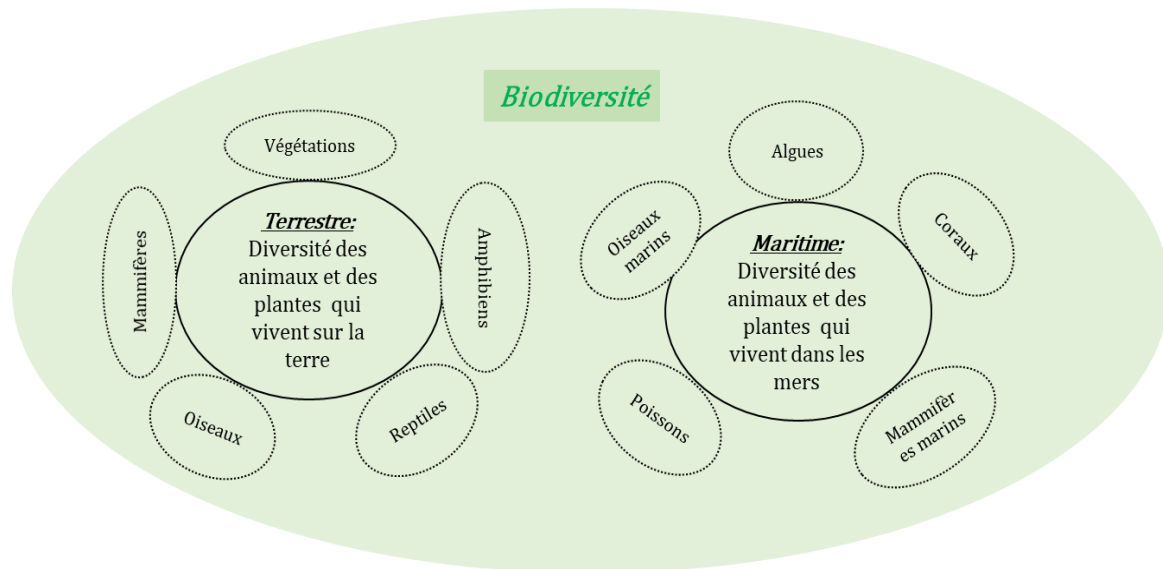 Biodiversité
Végétations
Mammifères
Terrestre:
Diversité des
animaux et des
plantes qui
vivent sur la
terre
Amphibiens
Oiseaux
Reptiles
Algues
Oiseaux
marins
Coraux
Maritime:
Diversité des
animaux et des
plantes qui
vivent dans les
mers
Poissons
Mammifèr
es marins